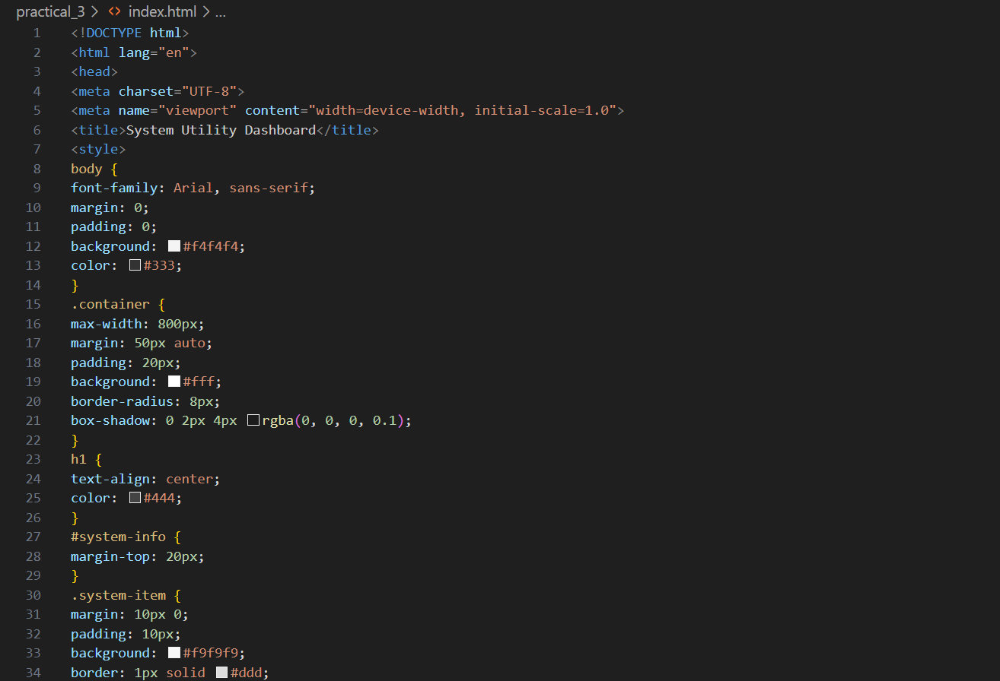 practical_3 > <> index.html > ...
1 <!DOCTYPE html>
2 <html lang="en">
3 <head>
4 <meta charset="UTF-8">
5 <meta name="viewport" content="width=device-width, initial-scale=1.0">
6 <title>System Utility Dashboard</title>
7 <style>
8 body {
9 font-family: Arial, sans-serif;
10 margin: 0;
11 padding: 0;
12 background: #f4f4f4;
13 color: #333;
14 }
15 .container {
16 max-width: 800px;
17 margin: 50px auto;
18 padding: 20px;
19 background: #fff;
20 border-radius: 8px;
21 box-shadow: 0 2px 4px rgba(0, 0, 0, 0.1);
22 }
23 h1 {
24 text-align: center;
25 color: #444;
26 }
27 #system-info {
28 margin-top: 20px;
29 }
30 .system-item {
31 margin: 10px 0;
32 padding: 10px;
33 background: #f9f9f9;
34 border: 1px solid #ddd;